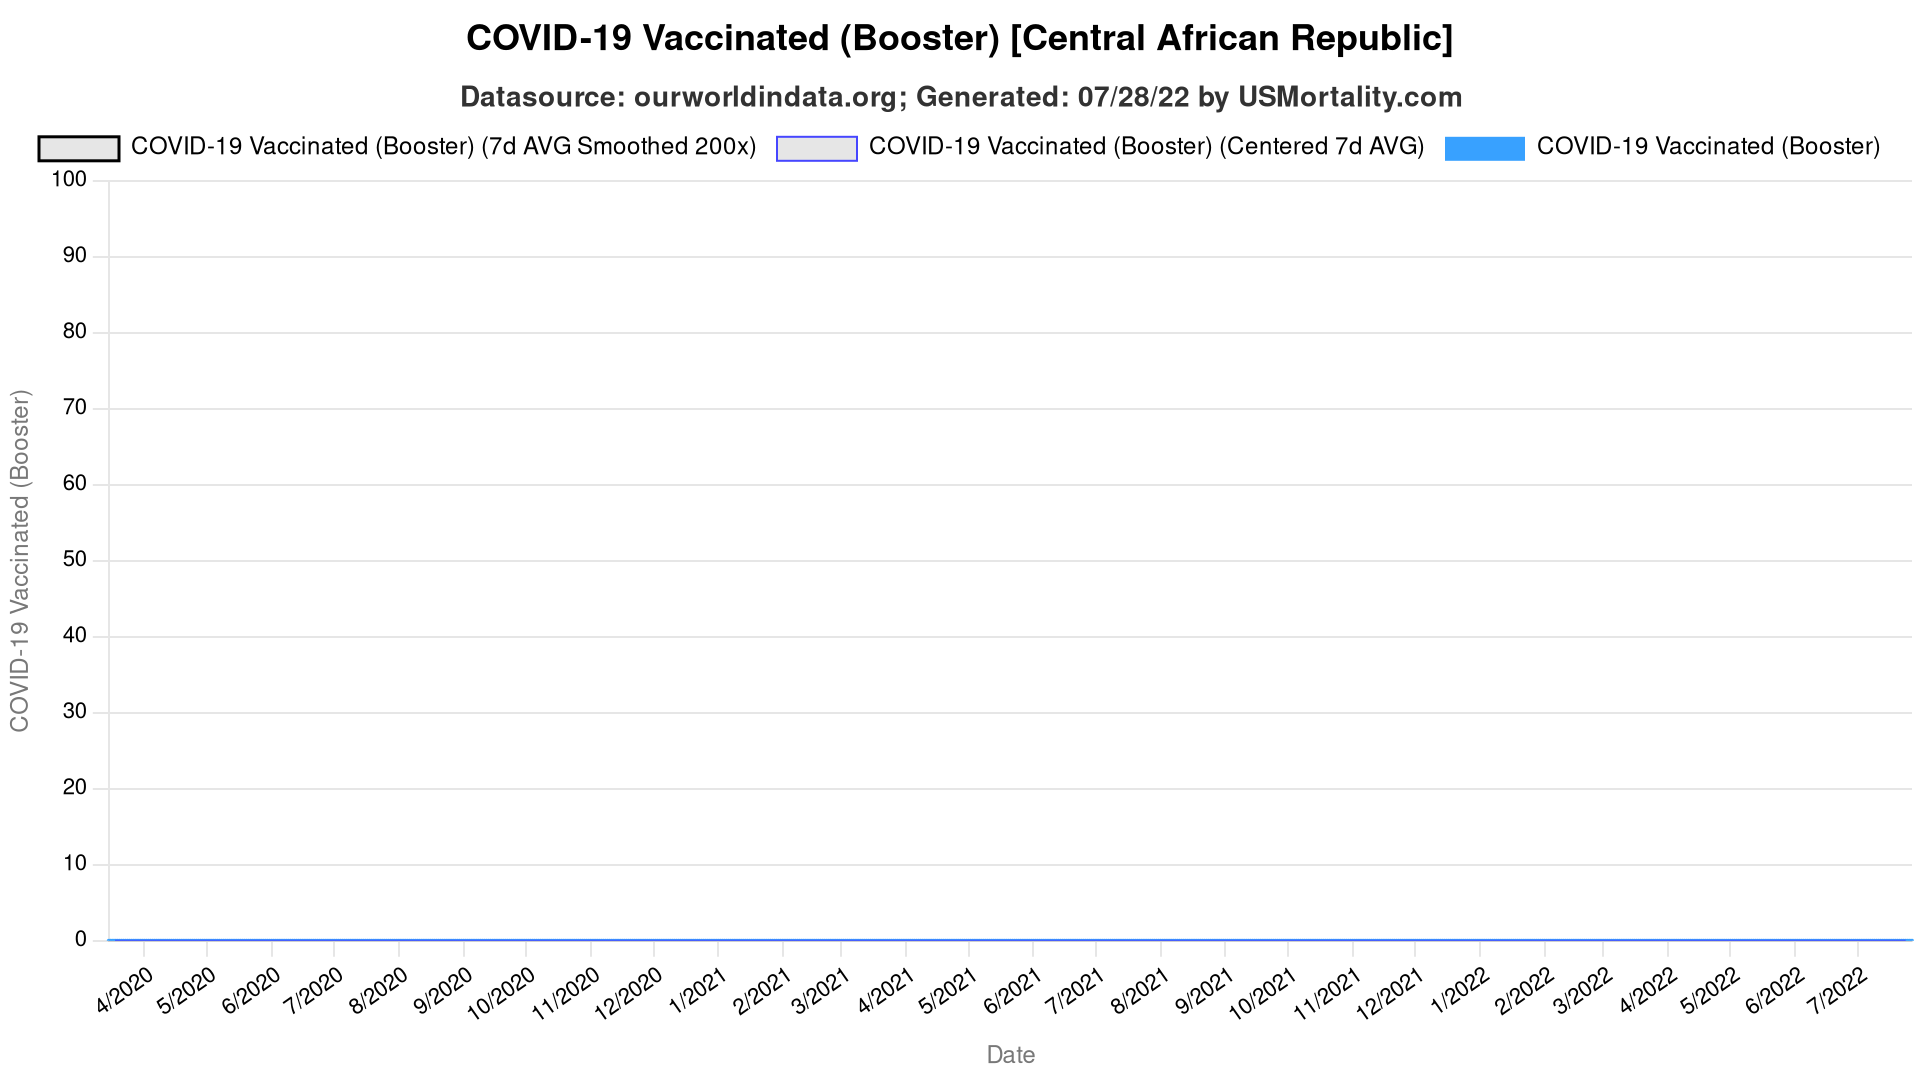 COVID-19 Vaccinated (Booster) [Central African Republic]
Datasource: ourworldindata.org; Generated: 07/28/22 by USMortality.com
COVID-19 Vaccinated (Booster) (7d AVG Smoothed 200x) COVID-19 Vaccinated (Booster) (Centered 7d AVG) COVID-19 Vaccinated (Booster)
COVID-19 Vaccinated (Booster)
100
90
80
70
60
50
40
30
20
10
0
4/2020 5/2020 6/2020 7/2020 8/2020 9/2020 10/2020 11/2020 12/2020 1/2021 2/2021 3/2021 4/2021 5/2021 6/2021 7/2021 8/2021 9/2021 10/2021 11/2021 12/2021 1/2022 2/2022 3/2022 4/2022 5/2022 6/2022 7/2022
Date